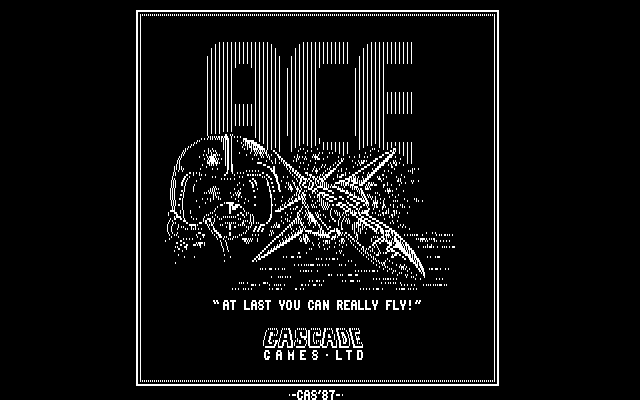 ACE
"AT LAST YOU CAN REALLY FLY!"
CASCADE
GAMES·LTD
-CAS'87-